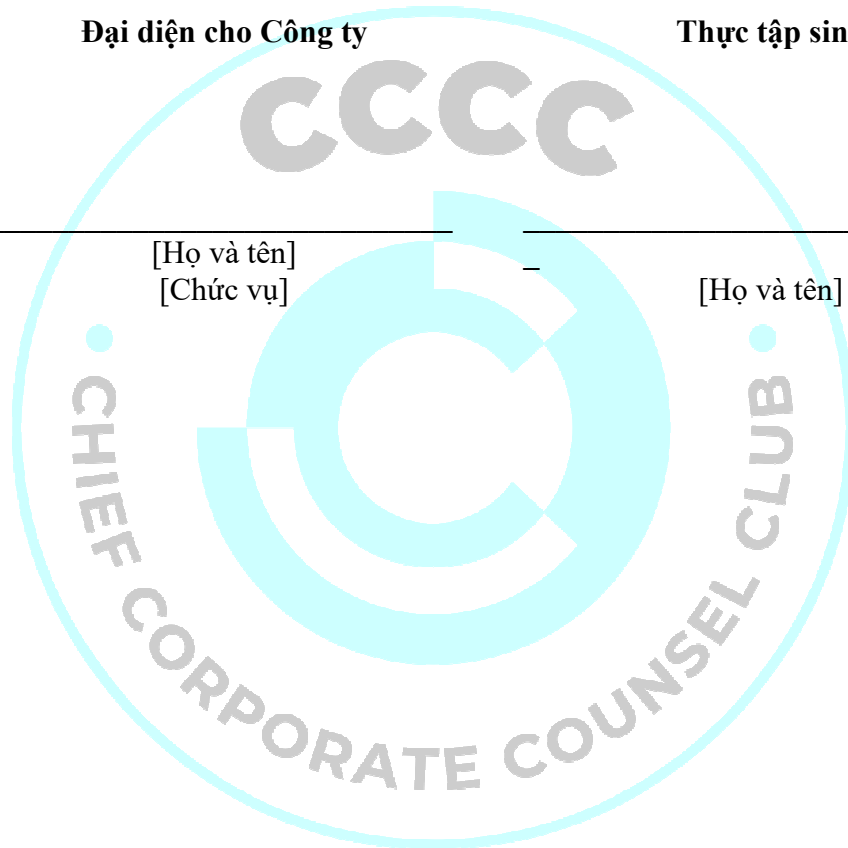 Đại diện cho Công ty
Thực tập sin
CCCC
[Họ và tên]
[Chức vụ]
[Họ và tên]
CHIEF CORPORATE COUNSEL CLUB